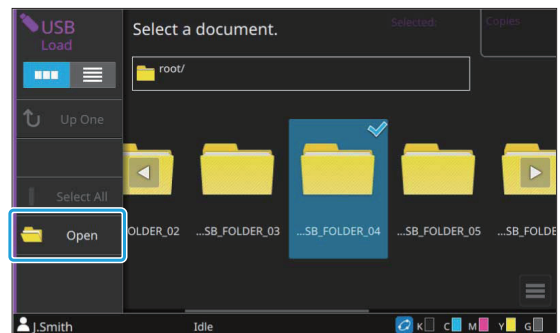 USB
Load
Select a document.
Selected:
Copies
root/
Up One
Select All
Open
OLDER_02
...SB_FOLDER_03
...SB_FOLDER_04
...SB_FOLDER_05
...SB_FOLDE
J.Smith
Idle
K
C
M
Y
G